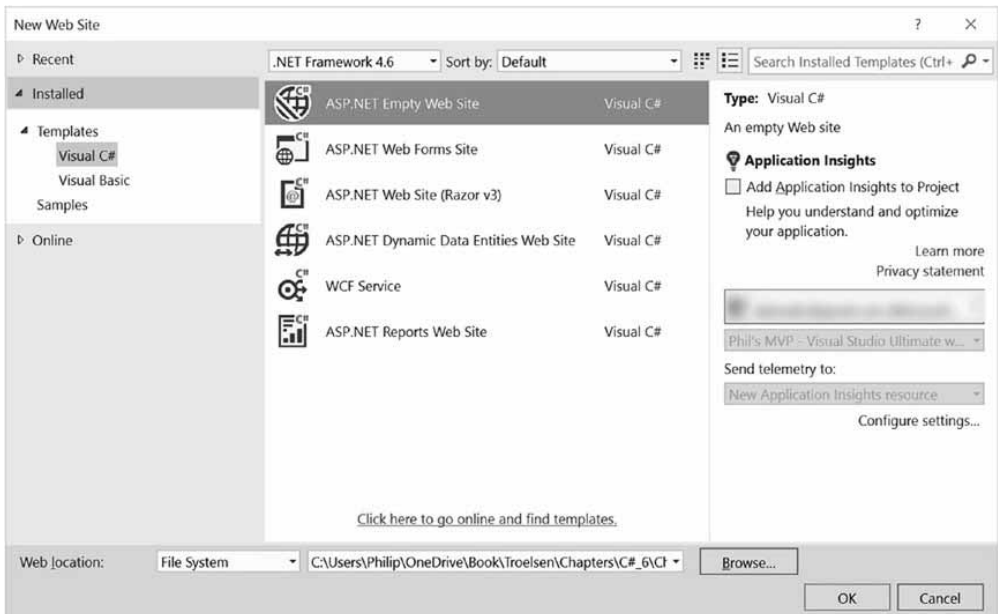 New Web Site
? ×
Recent
Installed
Templates
Visual C#
Visual Basic
Samples
Online
.NET Framework 4.6
Sort by: Default
Search Installed Templates (Ctrl+
ASP.NET Empty Web Site Visual C#
ASP.NET Web Forms Site Visual C#
ASP.NET Web Site (Razor v3) Visual C#
ASP.NET Dynamic Data Entities Web Site Visual C#
WCF Service Visual C#
ASP.NET Reports Web Site Visual C#
Click here to go online and find templates.
Type: Visual C#
An empty Web site
Application Insights
Add Application Insights to Project
Help you understand and optimize
your application.
Learn more
Privacy statement
Phil's MVP - Visual Studio Ultimate w...
Send telemetry to:
New Application Insights resource
Configure settings...
Web location: File System C:\Users\Philip\OneDrive\Book\Troelsen\Chapters\C#_6\Ch Browse...
OK Cancel